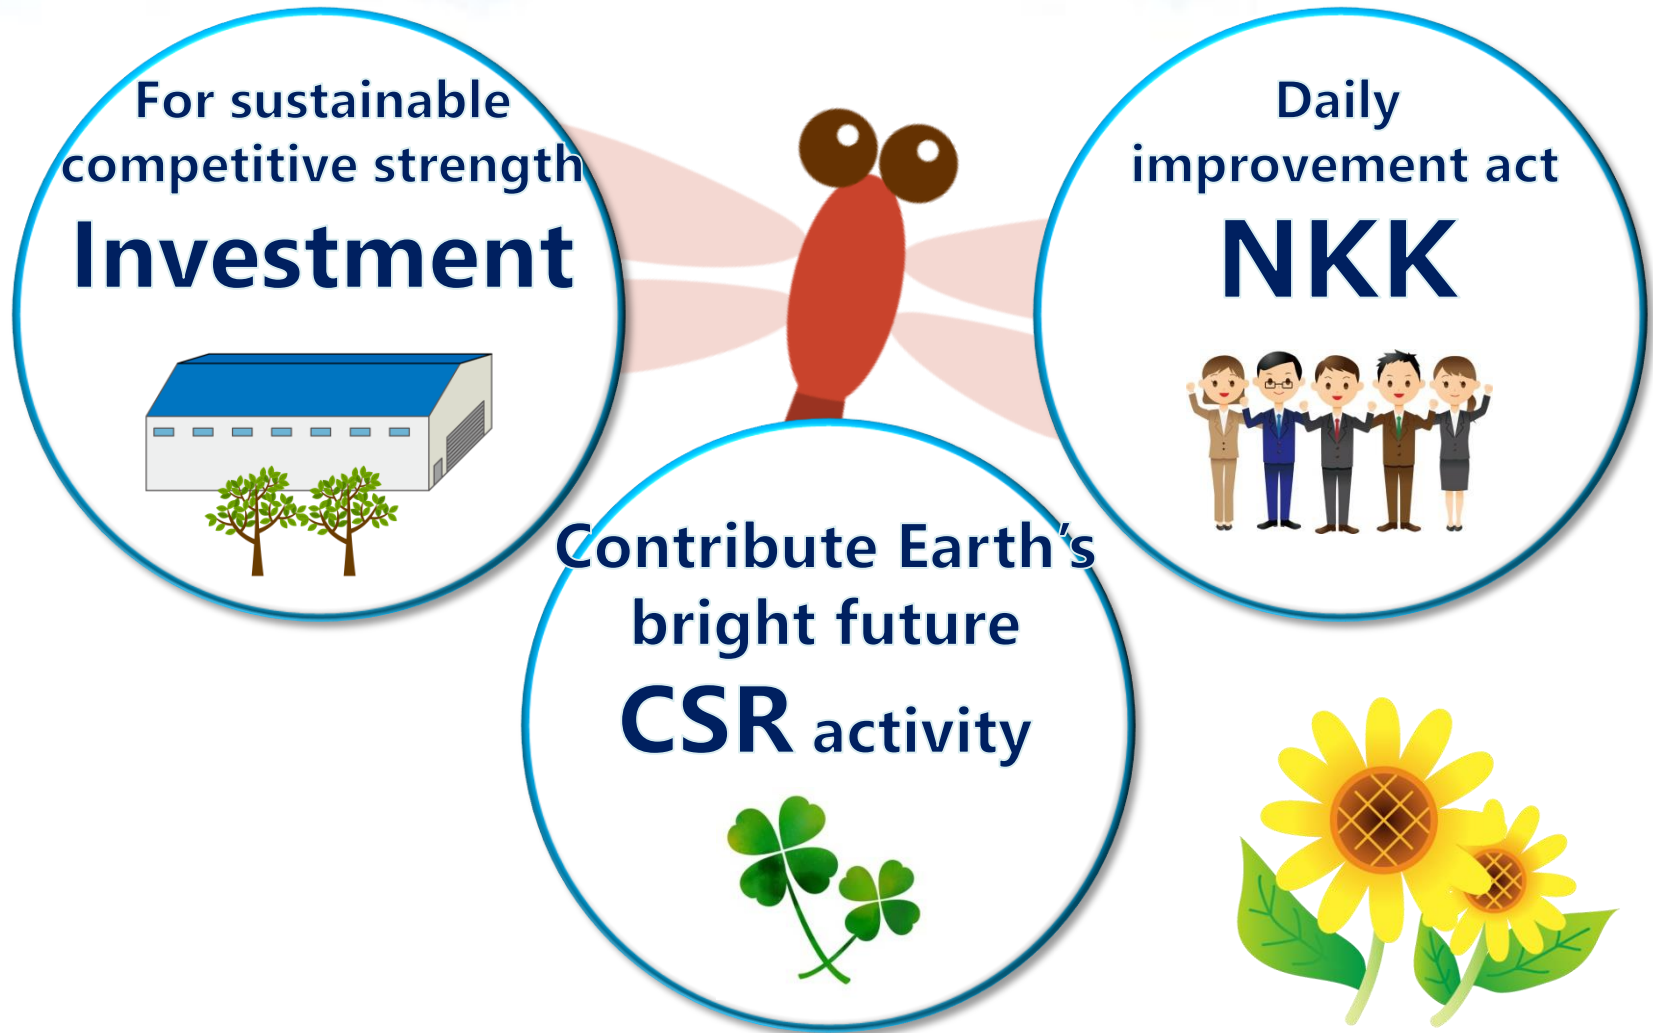 For sustainable
competitive strength
Investment
Daily
improvement act
NKK
Contribute Earth’s
bright future
CSR activity